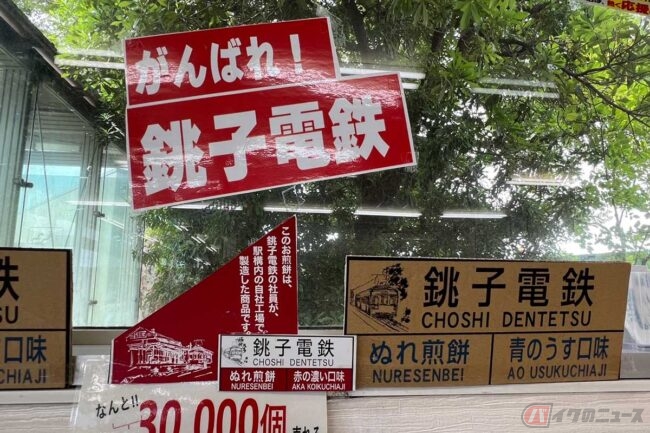 がんばれ!
銚子電鉄
このお煎餅は、
銚子電鉄の社員が、
駅構内の自社工場で
製造した商品です。
鉄
SU
す口味
CHIAJI
銚子電鉄
CHOSHI DENTETSU
ぬれ煎餅
NURESENBEI
赤の濃い口味
AKA KOIKUCHIAJI
銚子電鉄
CHOSHI DENTETSU
ぬれ煎餅
NURESENBEI
青のうす口味
AO USUKUCHIAJI
なんと!!
30,000個
バイクのニュース